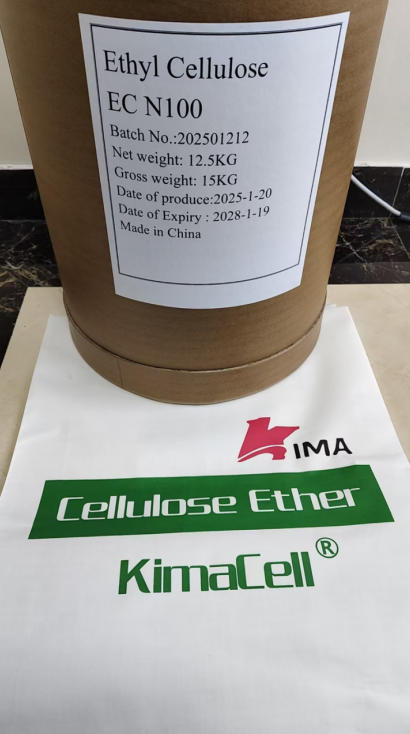 Ethyl Cellulose
EC N100
Batch No.:202501212
Net weight: 12.5KG
Gross weight: 15KG
Date of produce:2025-1-20
Date of Expiry : 2028-1-19
Made in China
KIMA
Cellulose Ether
KimaCell®